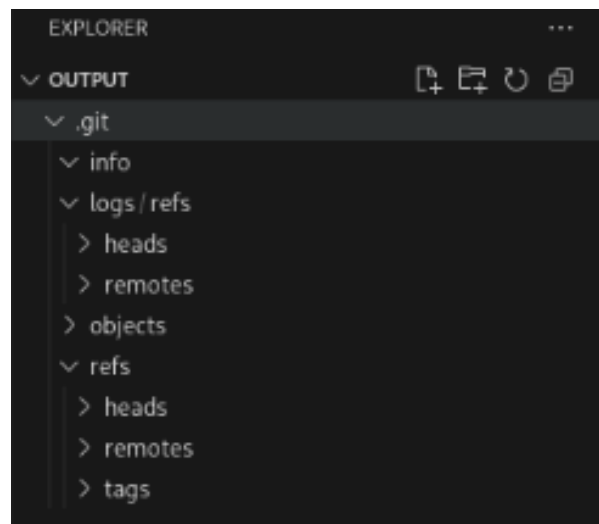 EXPLORER
OUTPUT
.git
info
logs/refs
heads
remotes
objects
refs
heads
remotes
tags